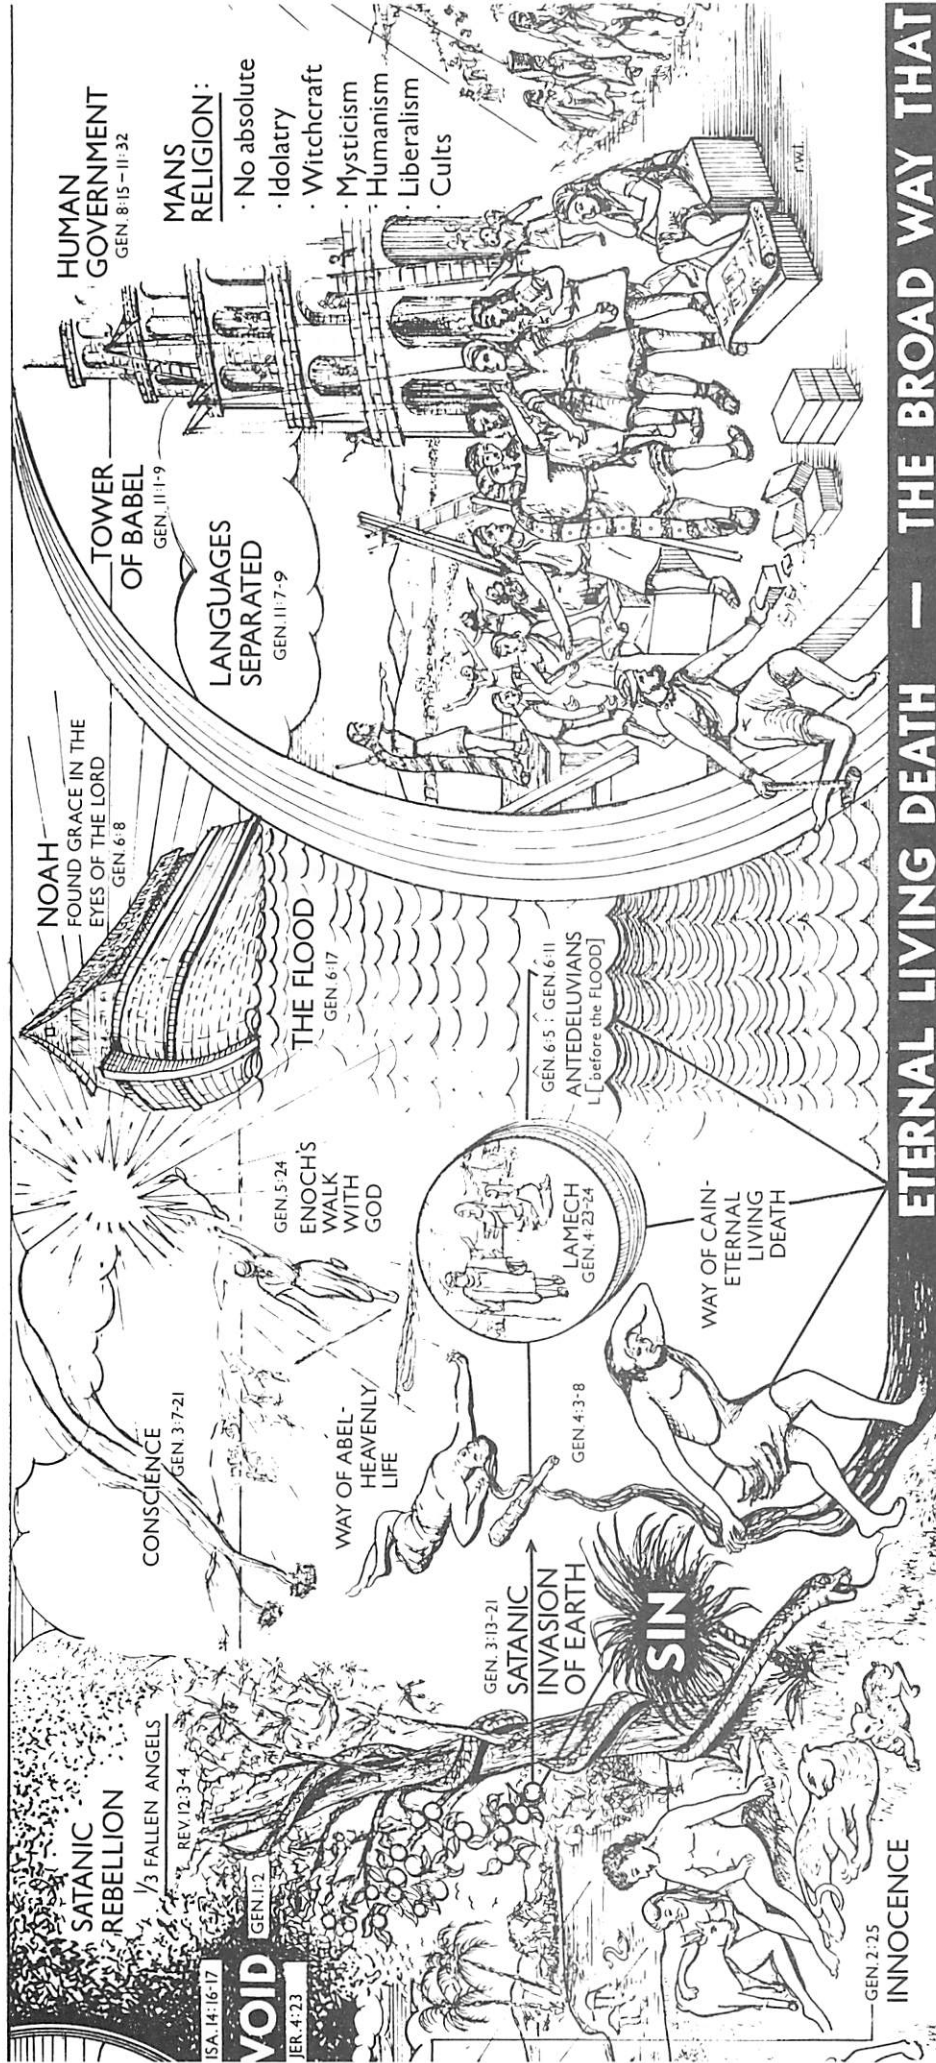 SATANIC
REBELLION
1/3 FALLEN ANGELS
REV. 12:3-4
ISA. 14:16-17
VOID
GEN. 1:2
JER. 4:23
GEN. 2:25
INNOCENCE
GEN. 3:13-21
SATANIC
INVASION
OF EARTH
SIN
CONSCIENCE
GEN. 3:7-21
WAY OF ABEL-
HEAVENLY
LIFE
GEN. 4:3-8
GEN. 5:24
ENOCH'S
WALK
WITH
GOD
LAMECH
GEN. 4:23-24
WAY OF CAIN-
ETERNAL
LIVING
DEATH
NOAH
FOUND GRACE IN THE
EYES OF THE LORD
GEN. 6:8
THE FLOOD
GEN. 6:17
GEN. 6:5 : GEN. 6:11
ANTEDELUVIANS
[before the FLOOD]
TOWER
OF BABEL
GEN. 11:1-9
LANGUAGES
SEPARATED
GEN. 11:7-9
HUMAN
GOVERNMENT
GEN. 8:15-11:32
MANS
RELIGION:
· No absolute
· Idolatry
· Witchcraft
· Mysticism
· Humanism
· Liberalism
· Cults
r.w.l.
ETERNAL LIVING DEATH — THE BROAD WAY THAT